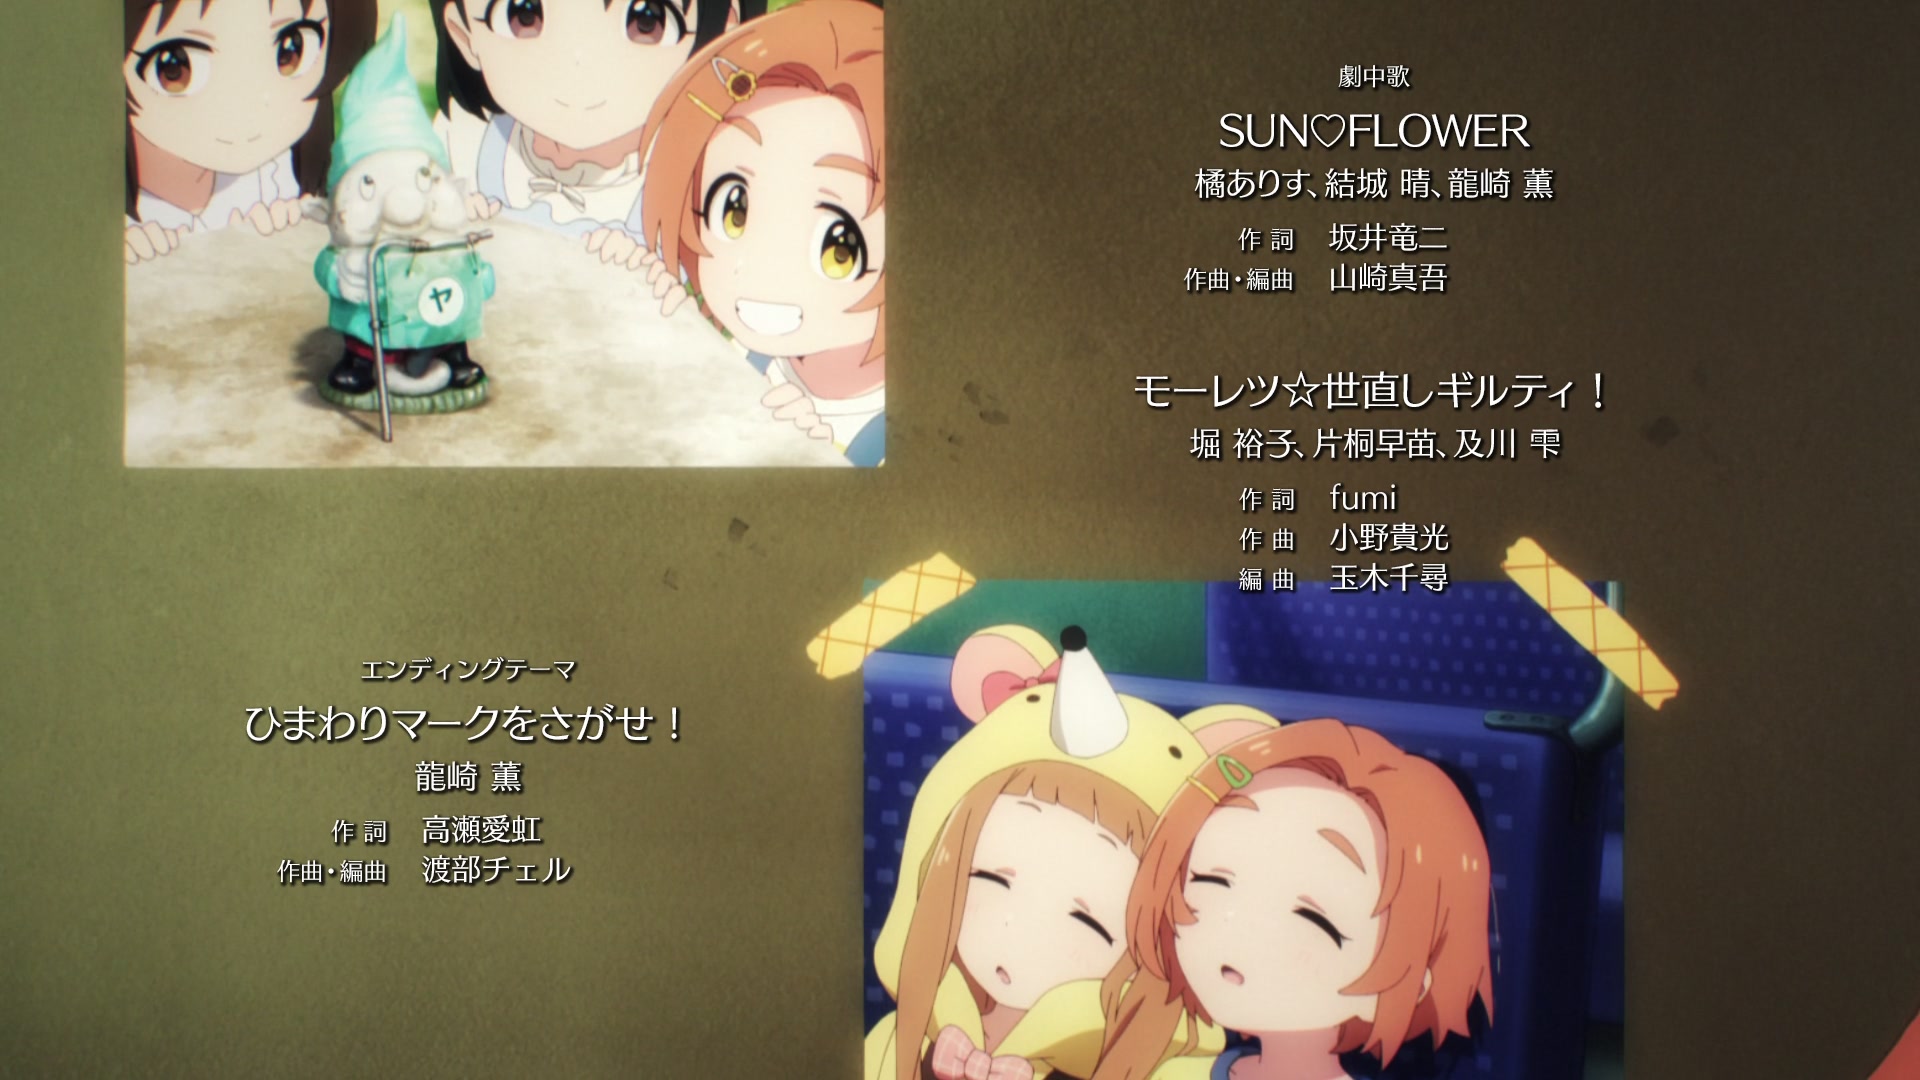 劇中歌
SUN♡FLOWER
橘ありす、結城 晴、龍崎 薫
作 詞　坂井竜二
作曲・編曲　山崎真吾
モーレツ☆世直しギルティ！
堀 裕子、片桐早苗、及川 雫
作 詞　fumi
作 曲　小野貴光
編 曲　玉木千尋
エンディングテーマ
ひまわりマークをさがせ！
龍崎 薫
作 詞　高瀬愛虹
作曲・編曲　渡部チェル
ヤ